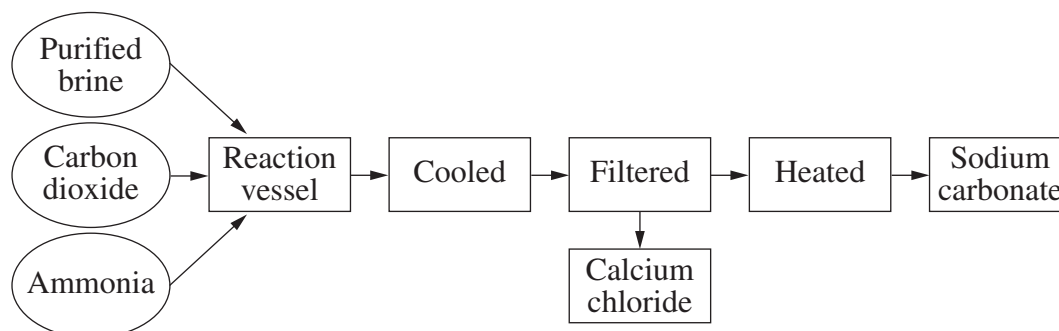 Purified
brine
Carbon
dioxide
Ammonia
Reaction
vessel
Cooled
Filtered
Heated
Sodium
carbonate
Calcium
chloride